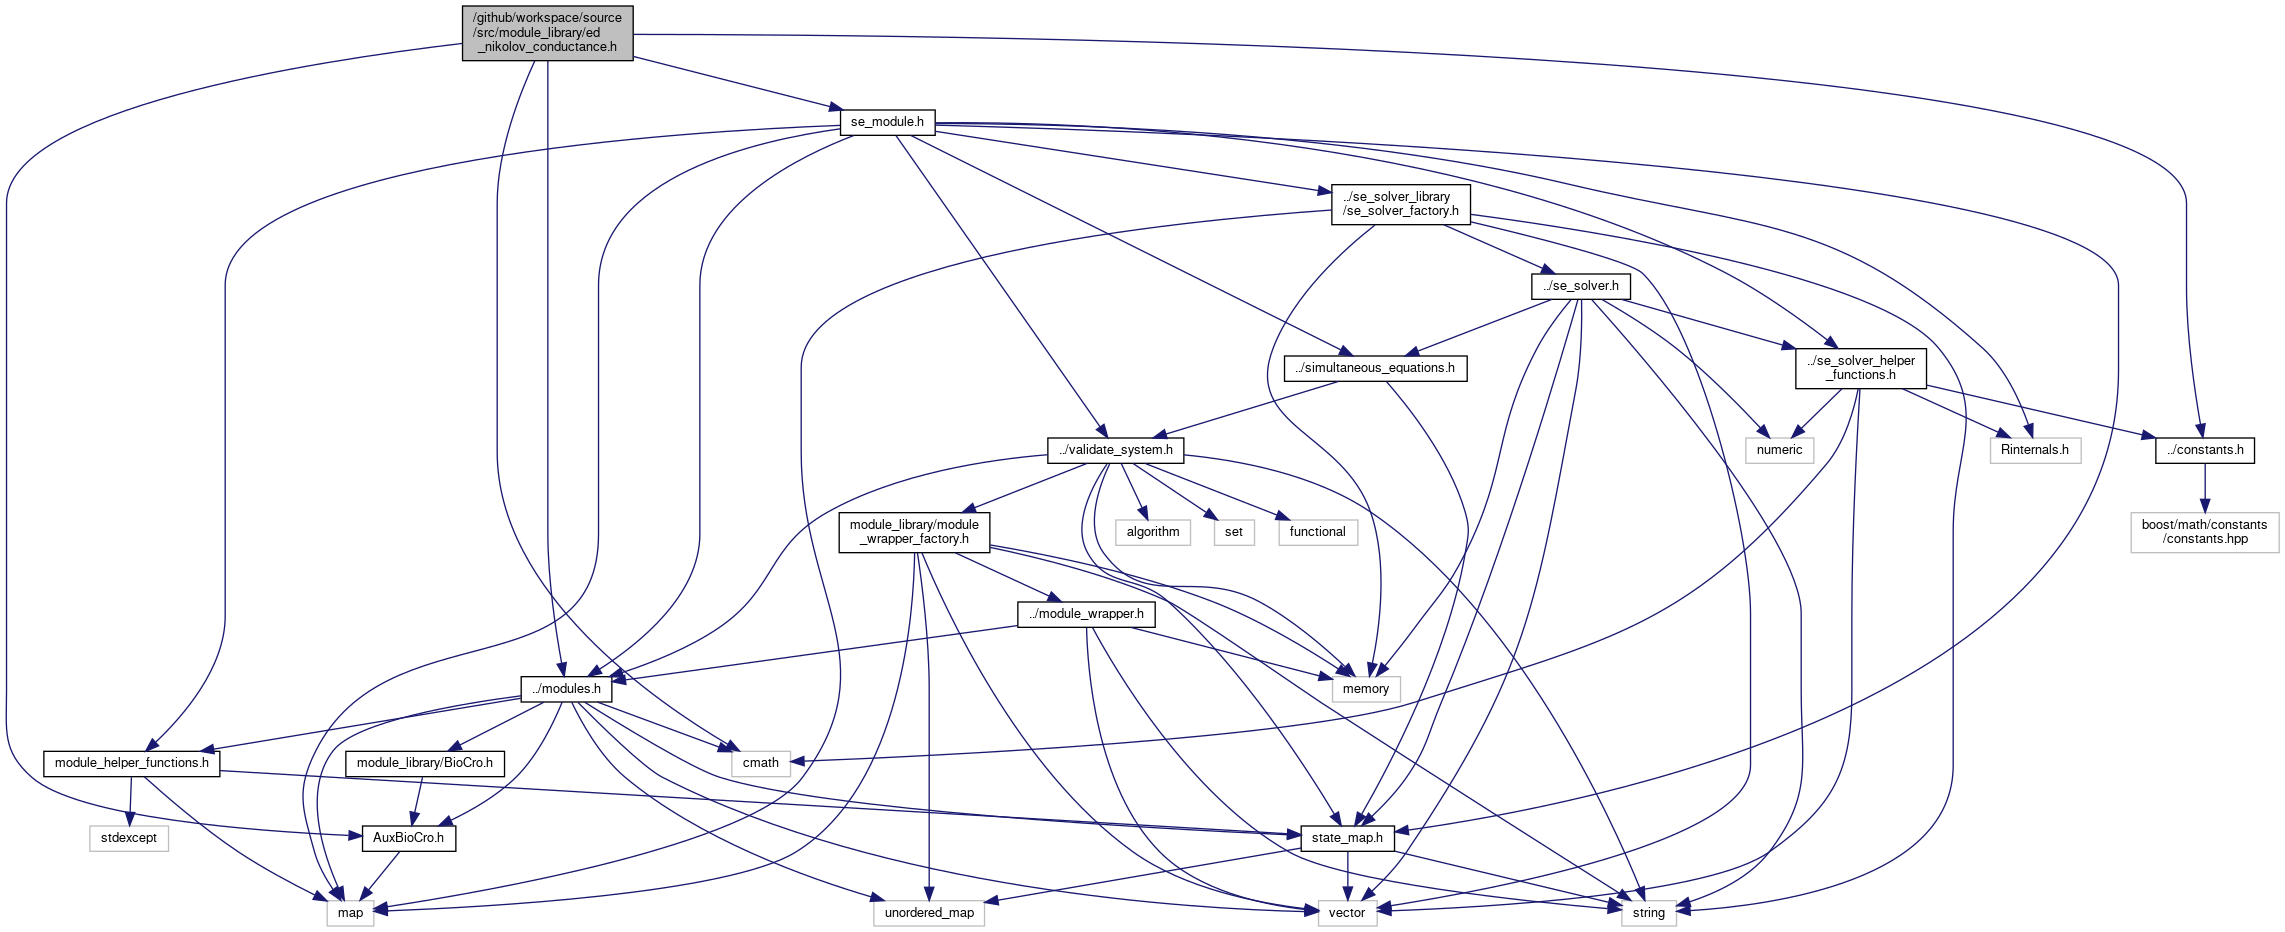 /github/workspace/source
/src/module_library/ed
_nikolov_conductance.h
se_module.h
../se_solver_library
/se_solver_factory.h
../se_solver.h
../simultaneous_equations.h
../se_solver_helper
_functions.h
../validate_system.h
numeric
Rinternals.h
../constants.h
module_library/module
_wrapper_factory.h
algorithm
set
functional
boost/math/constants
/constants.hpp
../module_wrapper.h
../modules.h
memory
module_helper_functions.h
module_library/BioCro.h
cmath
stdexcept
AuxBioCro.h
state_map.h
map
unordered_map
vector
string